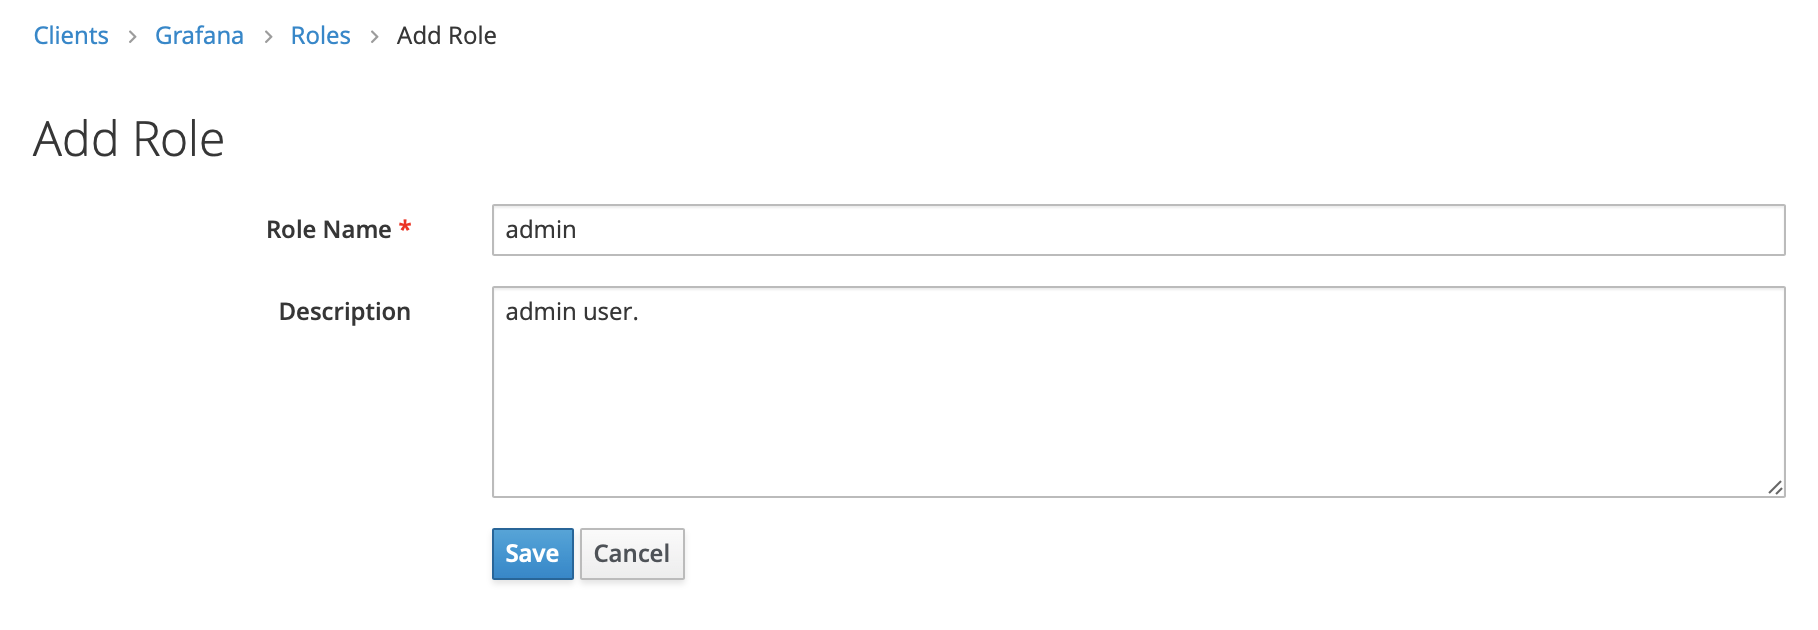 Clients > Grafana > Roles > Add Role
Add Role
Role Name *
admin
Description
admin user.
Save Cancel